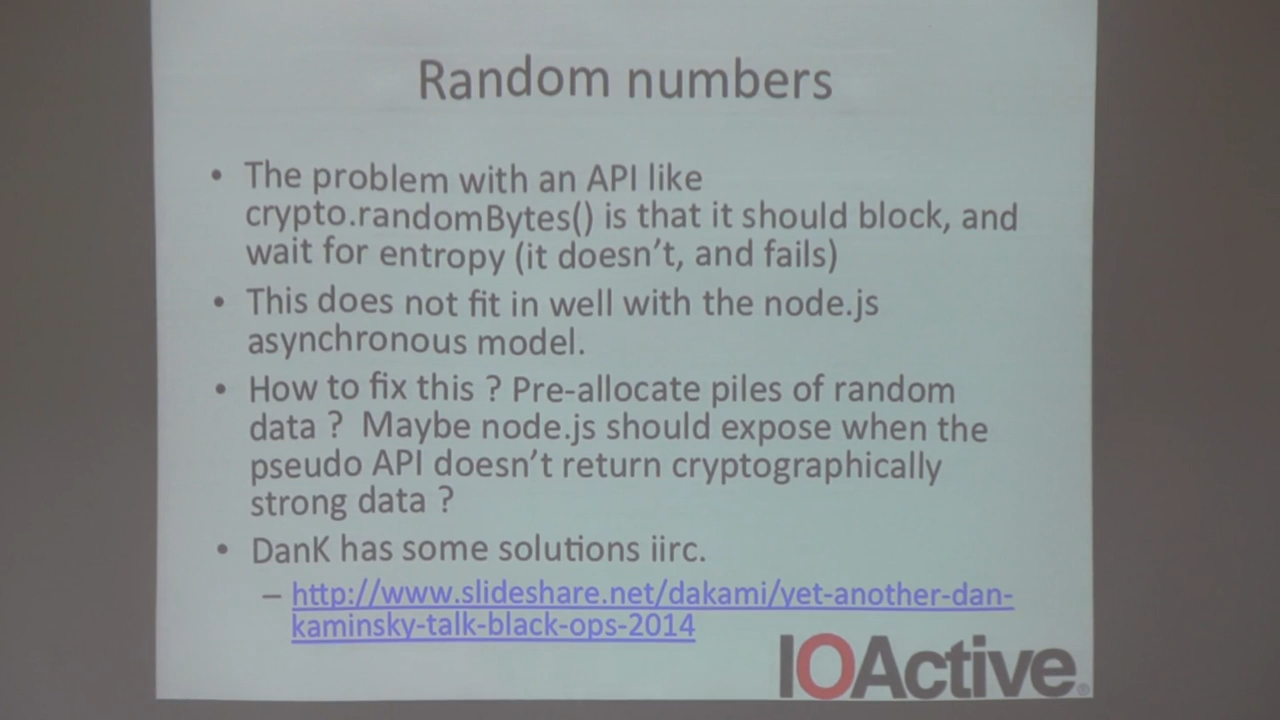 Random numbers
• The problem with an API like
crypto.randomBytes() is that it should block, and
wait for entropy (it doesn't, and fails)
• This does not fit in well with the node.js
asynchronous model.
• How to fix this ? Pre-allocate piles of random
data ? Maybe node.js should expose when the
pseudo API doesn't return cryptographically
strong data ?
• DanK has some solutions iirc.
– http://www.slideshare.net/dakami/yet-another-dan-
kaminsky-talk-black-ops-2014
IOActive®